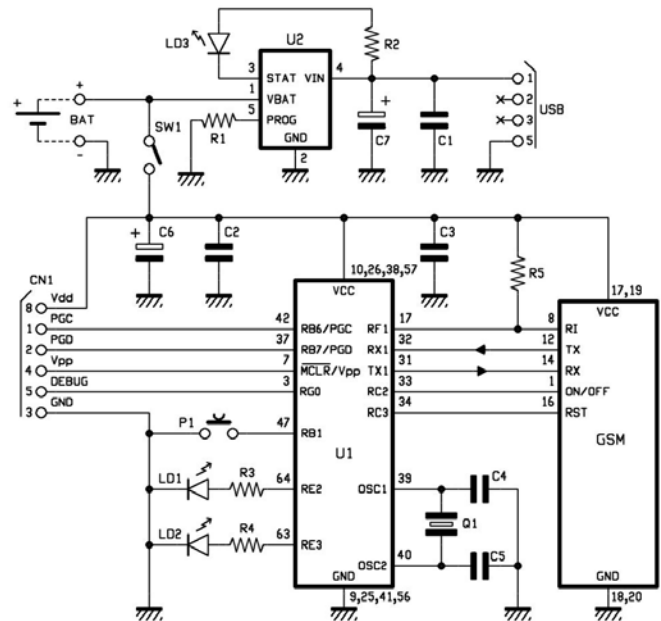 LD3
U2
R2
3
STAT
VIN
4
1
VBAT
5
PROG
GND
2
+
+
BAT
-
SW1
R1
+
C7
C1
1
2
3
5
USB
+
C6
C2
C3
R5
10,26,38,57
VCC
17,19
VCC
CN1
8
Vdd
1
PGC
2
PGD
4
Vpp
5
DEBUG
3
GND
42
RB6/PGC
RF1
17
8
RI
37
RB7/PGD
RX1
32
12
TX
7
MCLR/Vpp
TX1
31
14
RX
3
RG0
RC2
33
1
ON/OFF
RC3
34
16
RST
P1
47
RB1
U1
GSM
LD1
R3
64
RE2
OSC1
39
C4
Q1
LD2
R4
63
RE3
OSC2
40
C5
GND
9,25,41,56
GND
18,20